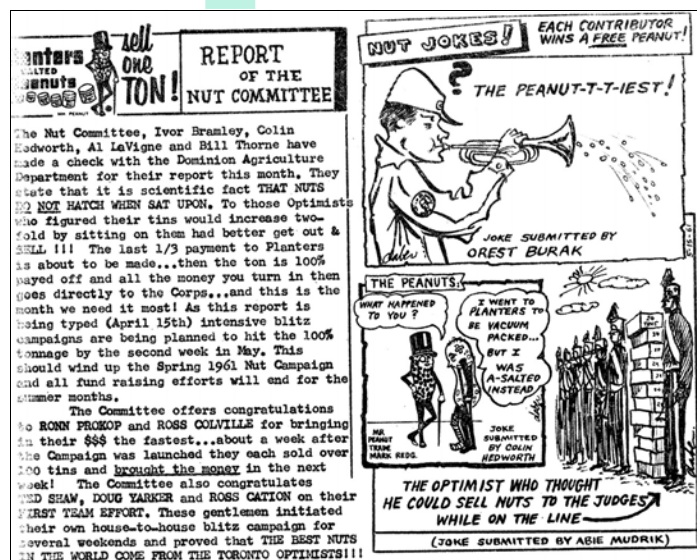 anters
SALTED
eanuts
MR. PEANUT
sell
one
TON!
REPORT
OF THE
NUT COMMITTEE
The Nut Committee, Ivor Bramley, Colin
Hedworth, Al LaVigne and Bill Thorne have
made a check with the Dominion Agriculture
Department for their report this month. They
state that it is scientific fact THAT NUTS
DO NOT HATCH WHEN SAT UPON. To those Optimists
who figured their tins would increase two-
fold by sitting on them had better get out &
SELL !!! The last 1/3 payment to Planters
is about to be made...then the ton is 100%
payed off and all the money you turn in then
goes directly to the Corps...and this is the
month we need it most! As this report is
being typed (April 15th) intensive blitz
campaigns are being planned to hit the 100%
tonnage by the second week in May. This
should wind up the Spring 1961 Nut Campaign
and all fund raising efforts will end for the
summer months.
The Committee offers congratulations
to RONN PROKOP and ROSS COLVILLE for bringing
in their $$$ the fastest...about a week after
the Campaign was launched they each sold over
100 tins and brought the money in the next
week! The Committee also congratulates
TED SHAW, DOUG YARKER and ROSS CATION on their
FIRST TEAM EFFORT. These gentlemen initiated
their own house-to-house blitz campaign for
several weekends and proved that THE BEST NUTS
IN THE WORLD COME FROM THE TORONTO OPTIMISTS!!!
NUT JOKES!
EACH CONTRIBUTOR
WINS A FREE PEANUT!
?
THE PEANUT-T-T-IEST!
JOKE SUBMITTED BY
OREST BURAK
THE PEANUTS
WHAT HAPPENED
TO YOU?
I WENT TO
PLANTERS TO
BE VACUUM
PACKED...
BUT I
WAS
A-SALTED
INSTEAD
MR.
PEANUT
TRADE
MARK REDG.
JOKE
SUBMITTED
BY COLIN
HEDWORTH
THE OPTIMIST WHO THOUGHT
HE COULD SELL NUTS TO THE JUDGES
WHILE ON THE LINE
(JOKE SUBMITTED BY ABIE MUDRIK)